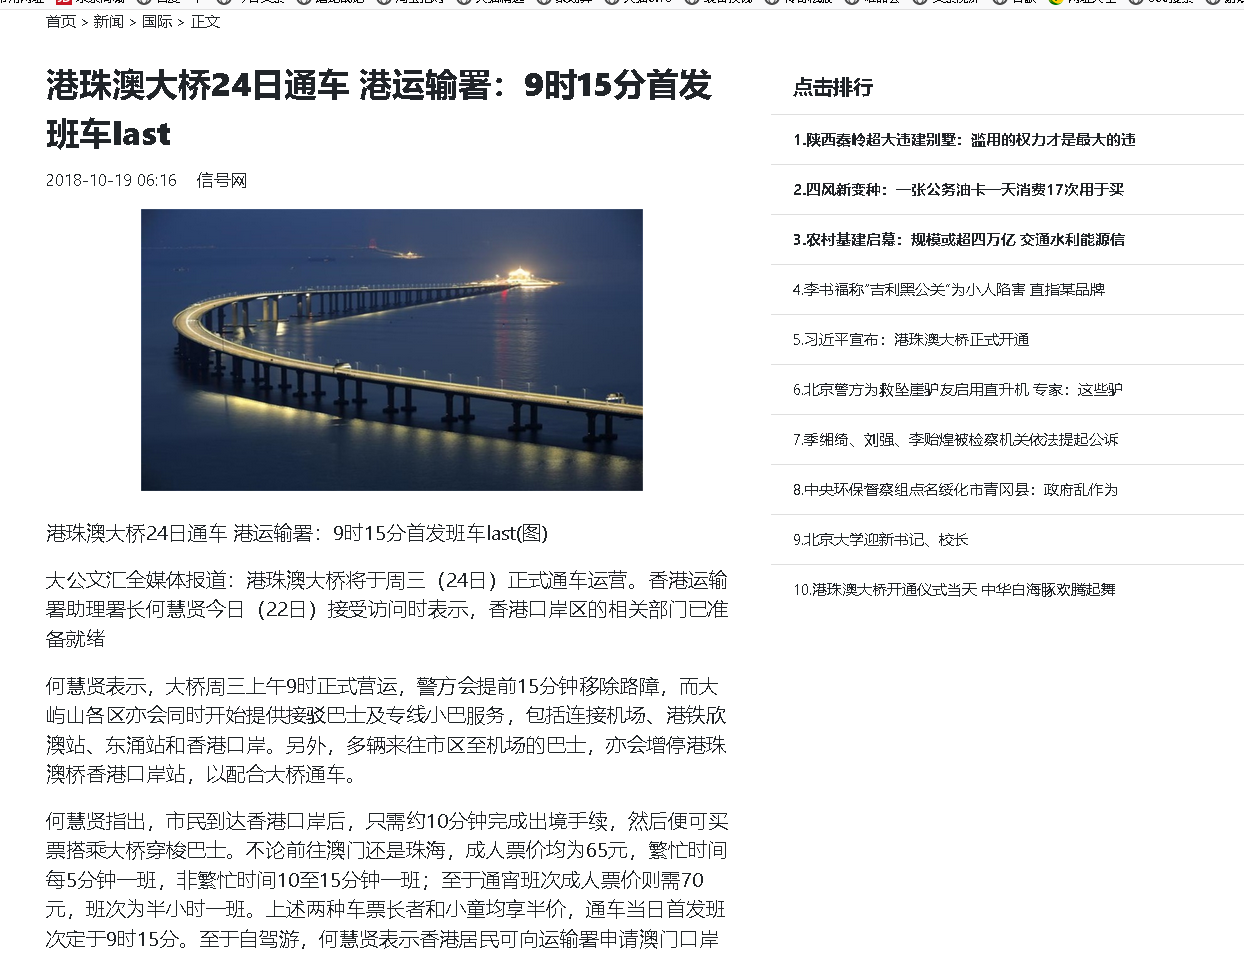 首页 > 新闻 > 国际 > 正文
港珠澳大桥24日通车 港运输署：9时15分首发
班车last
2018-10-19 06:16 信号网
港珠澳大桥24日通车 港运输署：9时15分首发班车last(图)
大公文汇全媒体报道：港珠澳大桥将于周三（24日）正式通车运营。香港运输
署助理署长何慧贤今日（22日）接受访问时表示，香港口岸区的相关部门已准
备就绪
何慧贤表示，大桥周三上午9时正式营运，警方会提前15分钟移除路障，而大
屿山各区亦会同时开始提供接驳巴士及专线小巴服务，包括连接机场、港铁欣
澳站、东涌站和香港口岸。另外，多辆来往市区至机场的巴士，亦会增停港珠
澳桥香港口岸站，以配合大桥通车。
何慧贤指出，市民到达香港口岸后，只需约10分钟完成出境手续，然后便可买
票搭乘大桥穿梭巴士。不论前往澳门还是珠海，成人票价均为65元，繁忙时间
每5分钟一班，非繁忙时间10至15分钟一班；至于通宵班次成人票价则需70
元，班次为半小时一班。上述两种车票长者和小童均享半价，通车当日首发班
次定于9时15分。至于自驾游，何慧贤表示香港居民可向运输署申请澳门口岸
点击排行
1.陕西秦岭超大违建别墅：滥用的权力才是最大的违
2.四风新变种：一张公务油卡一天消费17次用于买
3.农村基建启幕：规模或超四万亿 交通水利能源信
4.李书福称"吉利黑公关"为小人陷害 直指某品牌
5.习近平宣布：港珠澳大桥正式开通
6.北京警方为救坠崖驴友启用直升机 专家：这些驴
7.季缃绮、刘强、李贻煌被检察机关依法提起公诉
8.中央环保督察组点名绥化市青冈县：政府乱作为
9.北京大学迎新书记、校长
10.港珠澳大桥开通仪式当天 中华白海豚欢腾起舞